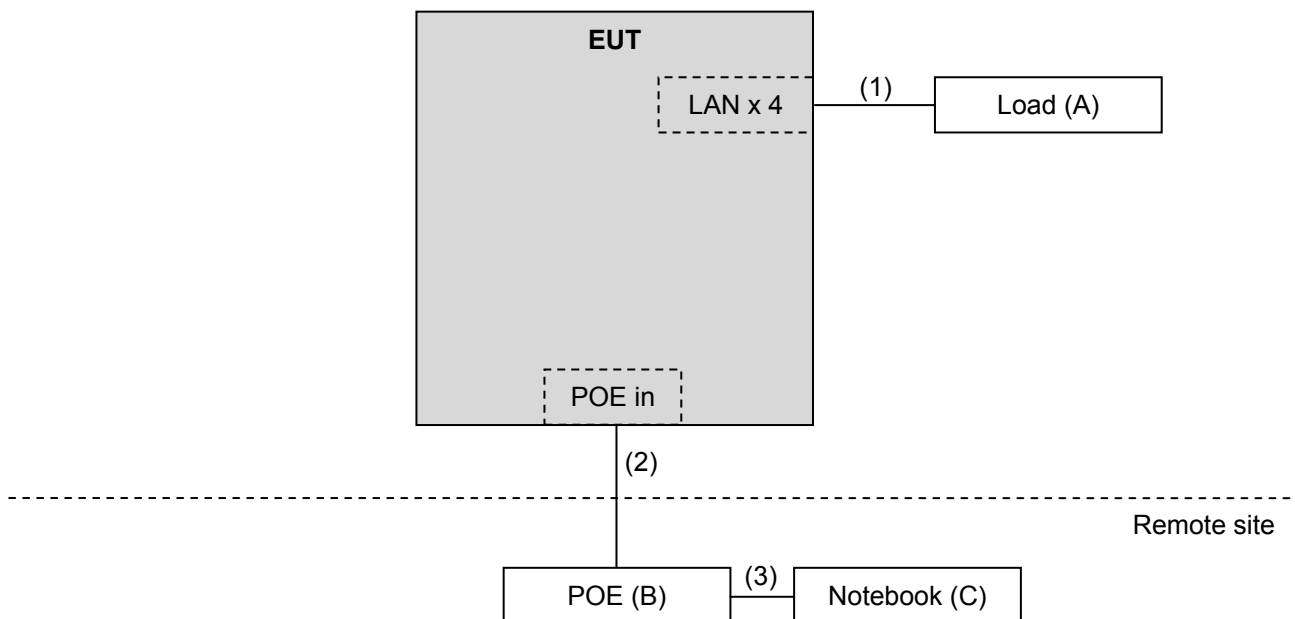 EUT
LAN x 4
(1)
Load (A)
POE in
(2)
Remote site
POE (B)
(3)
Notebook (C)